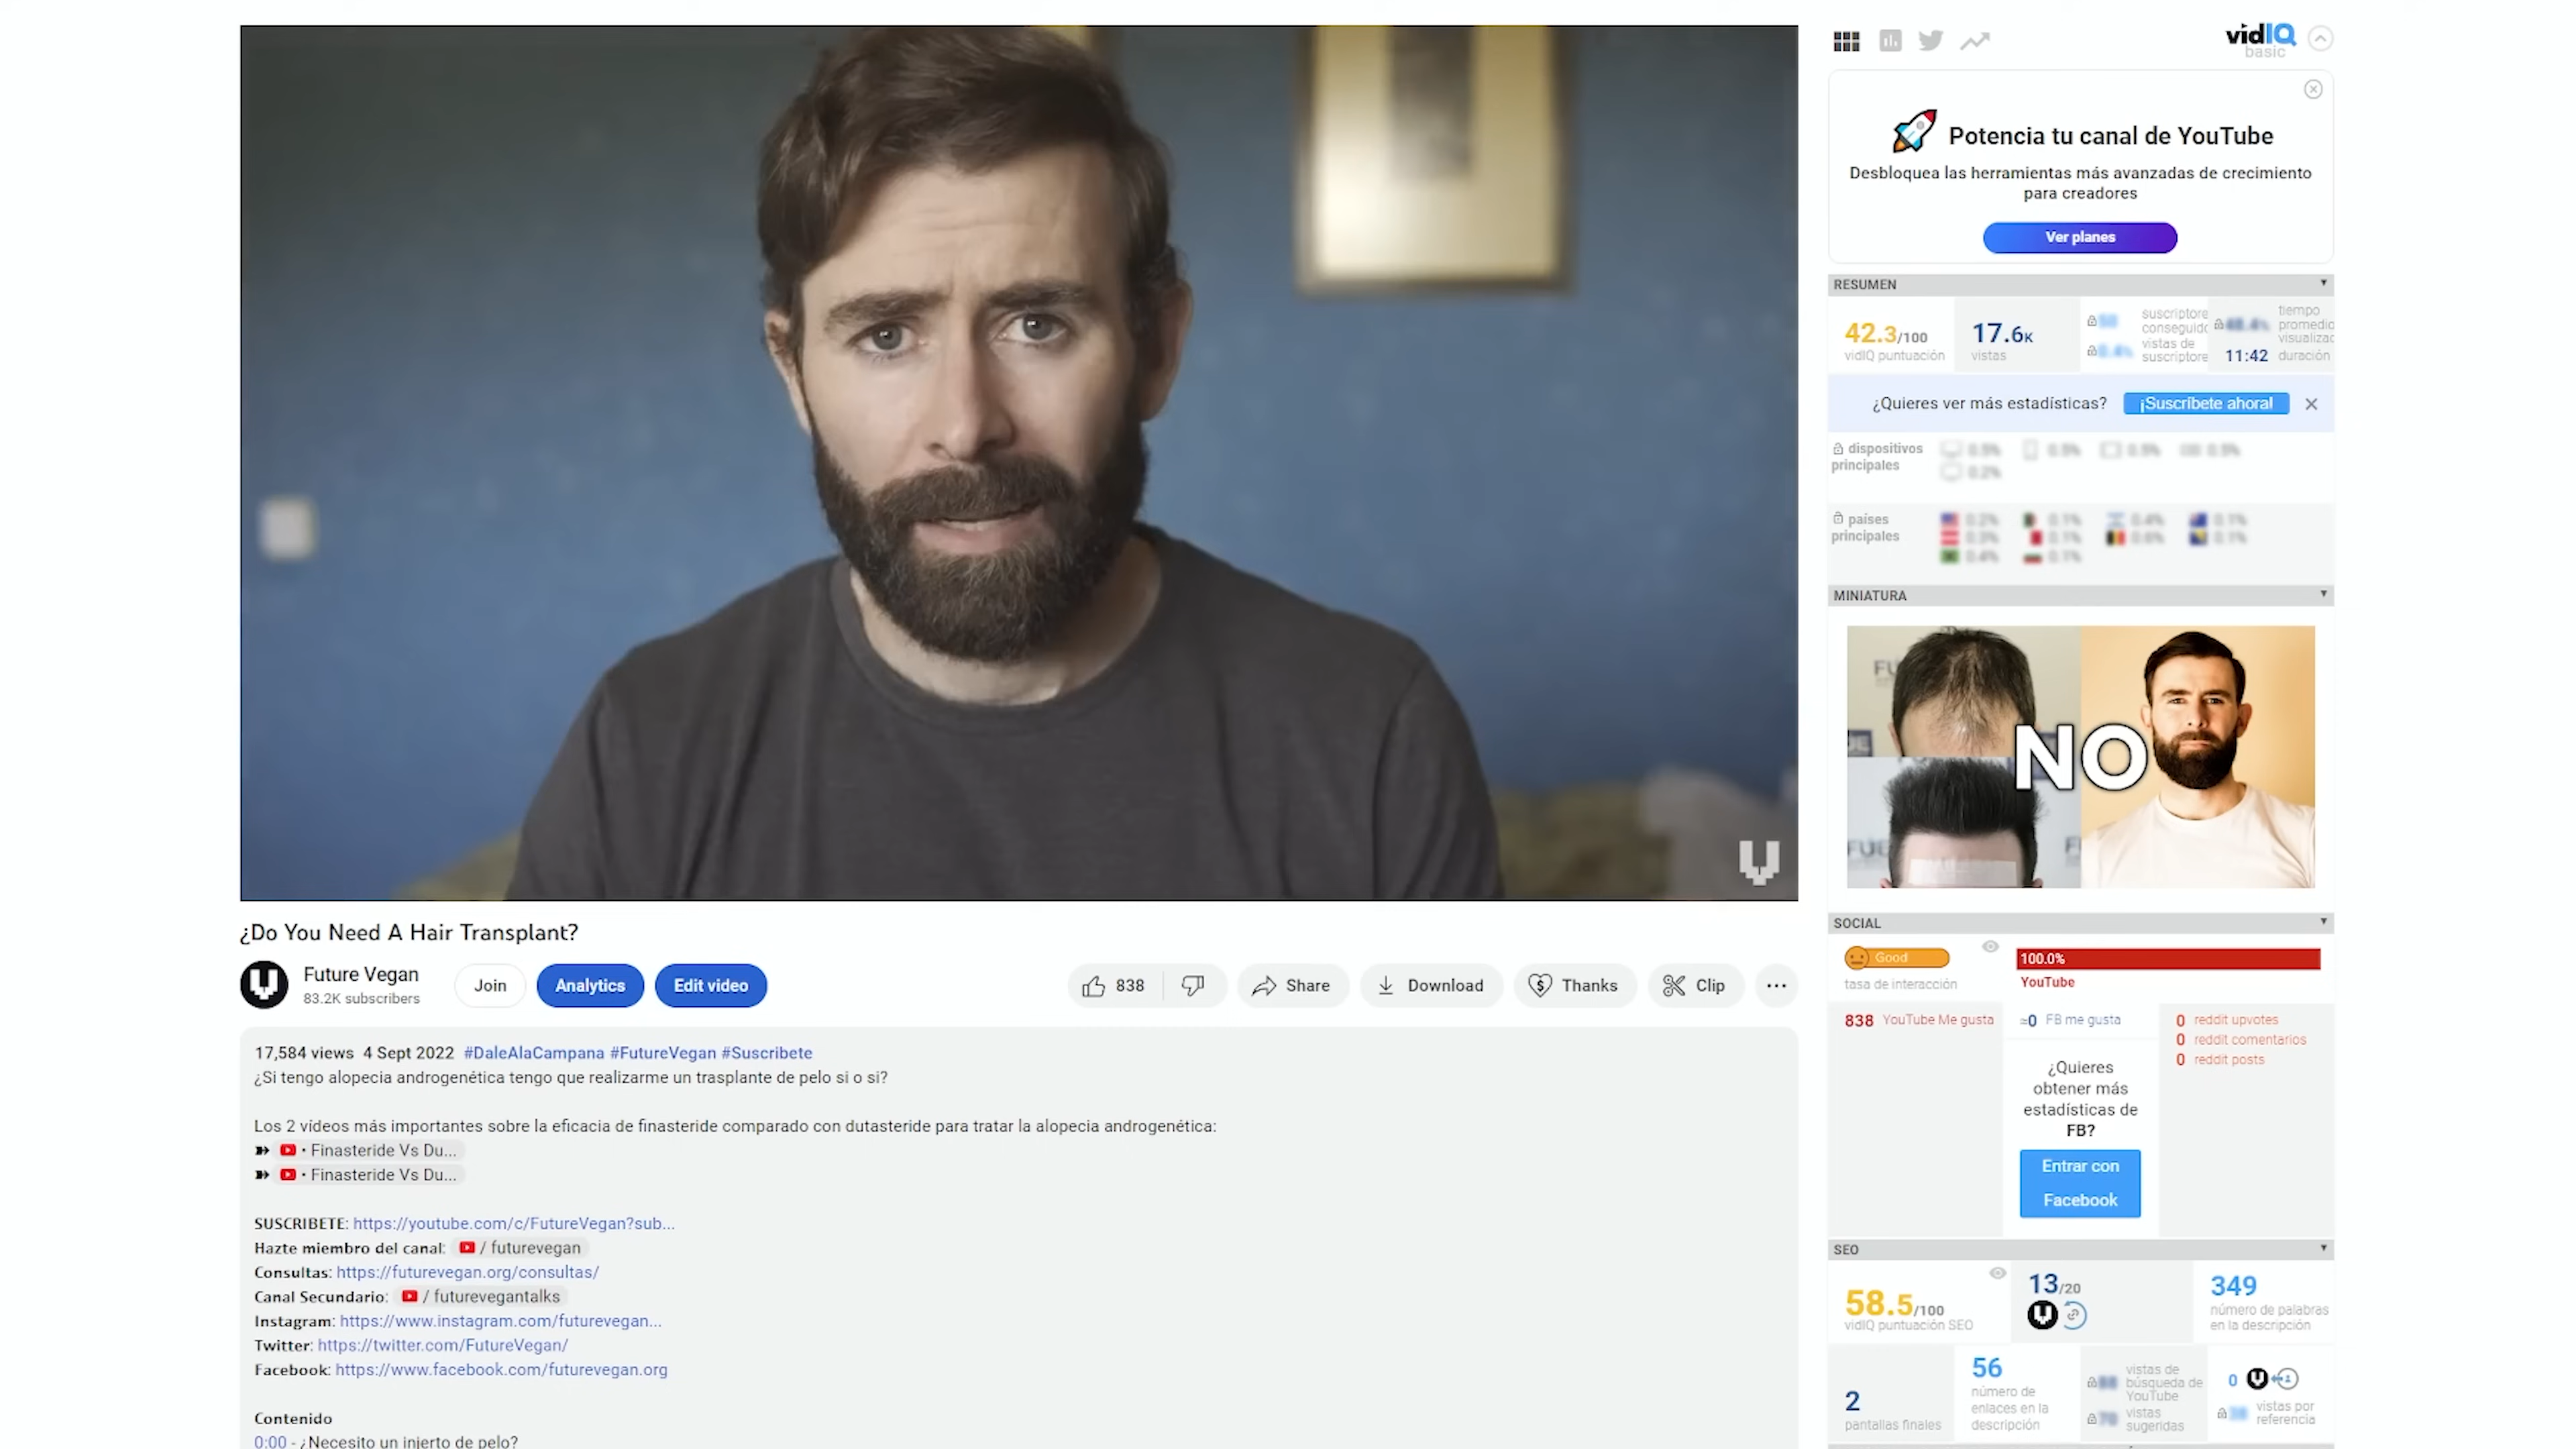 ¿Do You Need A Hair Transplant?
Future Vegan
83.2K subscribers
Join
Analytics
Edit video
838
Share
Download
Thanks
Clip
17,584 views 4 Sept 2022 #DaleAlaCampana #FutureVegan #Suscribete
¿Si tengo alopecia androgenética tengo que realizarme un trasplante de pelo si o si?
Los 2 vídeos más importantes sobre la eficacia de finasteride comparado con dutasteride para tratar la alopecia androgenética:
• Finasteride Vs Du...
• Finasteride Vs Du...
SUSCRIBETE: https://youtube.com/c/FutureVegan?sub...
Hazte miembro del canal: / futurevegan
Consultas: https://futurevegan.org/consultas/
Canal Secundario: / futurevegantalks
Instagram: https://www.instagram.com/futurevegan...
Twitter: https://twitter.com/FutureVegan/
Facebook: https://www.facebook.com/futurevegan.org
Contenido
0:00 - ¿Necesito un injerto de pelo?
vidIQ
basic
Potencia tu canal de YouTube
Desbloquea las herramientas más avanzadas de crecimiento
para creadores
Ver planes
RESUMEN
42.3/100
vidIQ puntuación
17.6K
vistas
suscriptore
conseguido
vistas de
suscriptore
tiempo
promedio
visualizac
11:42 duración
¿Quieres ver más estadísticas?
¡Suscríbete ahora!
dispositivos
principales
países
principales
MINIATURA
NO
SOCIAL
Good
tasa de interacción
100.0%
YouTube
838 YouTube Me gusta
≈0 FB me gusta
0 reddit upvotes
0 reddit comentarios
0 reddit posts
¿Quieres
obtener más
estadísticas de
FB?
Entrar con
Facebook
SEO
58.5/100
vidIQ puntuación SEO
13/20
349
número de palabras
en la descripción
2
pantallas finales
56
número de
enlaces en la
descripción
vistas de
búsqueda de
YouTube
vistas
sugeridas
0
vistas por
referencia